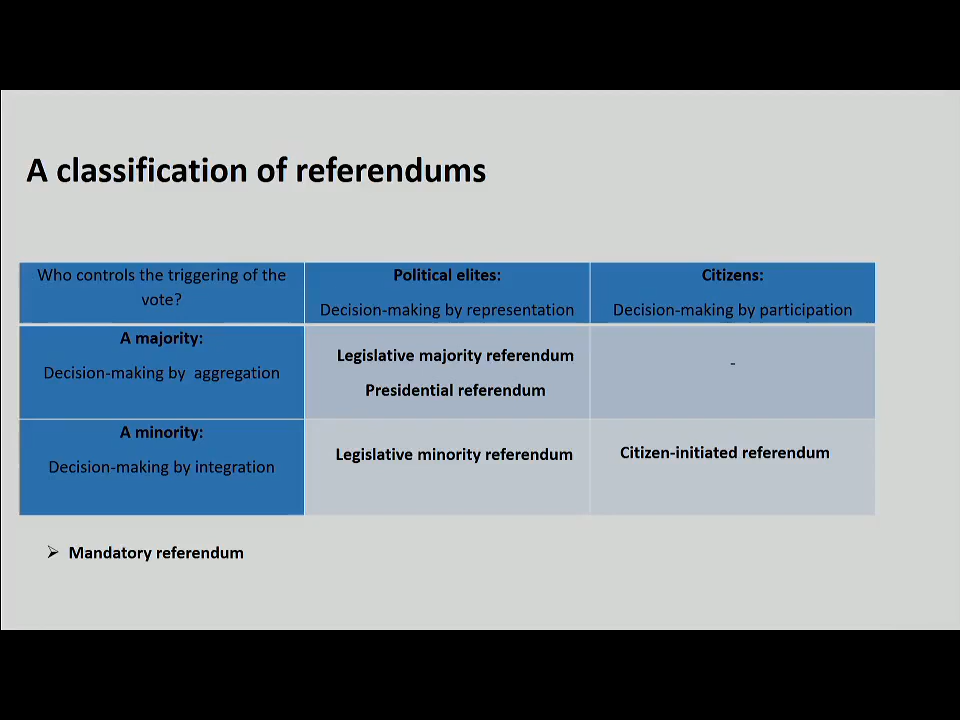 A classification of referendums
Who controls the triggering of the
vote?
Political elites:
Decision-making by representation
Citizens:
Decision-making by participation
A majority:
Decision-making by aggregation
Legislative majority referendum
Presidential referendum
-
A minority:
Decision-making by integration
Legislative minority referendum
Citizen-initiated referendum
➢ Mandatory referendum